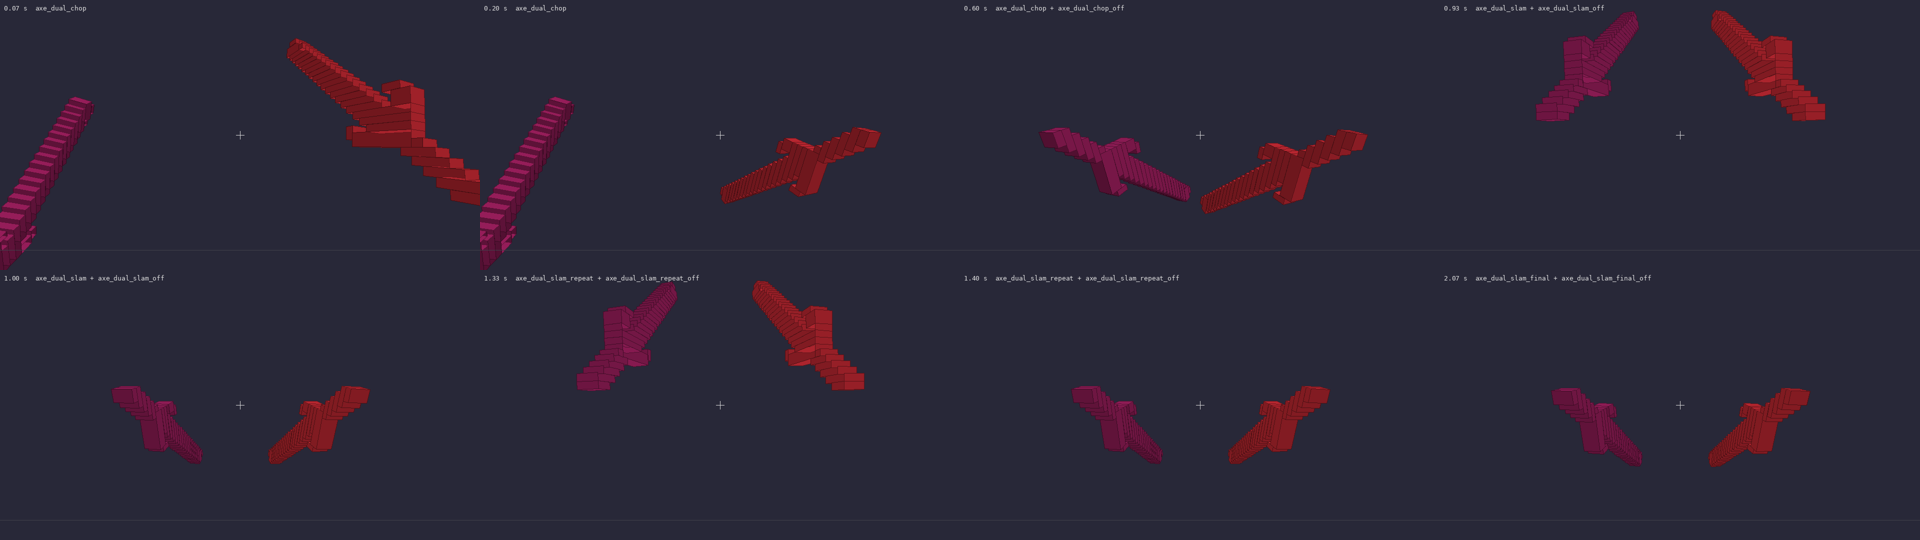 0.07 s  axe_dual_chop
0.20 s  axe_dual_chop
0.60 s  axe_dual_chop + axe_dual_chop_off
0.93 s  axe_dual_slam + axe_dual_slam_off
1.00 s  axe_dual_slam + axe_dual_slam_off
1.33 s  axe_dual_slam_repeat + axe_dual_slam_repeat_off
1.40 s  axe_dual_slam_repeat + axe_dual_slam_repeat_off
2.07 s  axe_dual_slam_final + axe_dual_slam_final_off